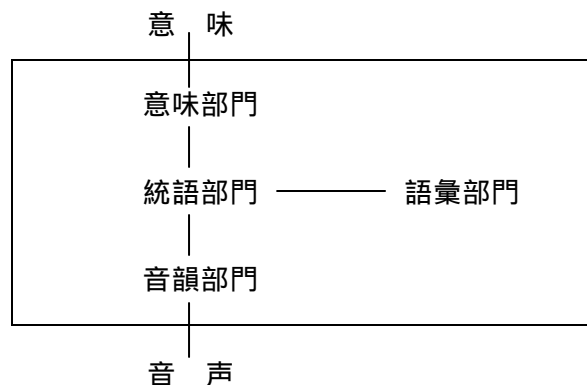 意 味
意味部門
統語部門 語彙部門
音韻部門
音 声